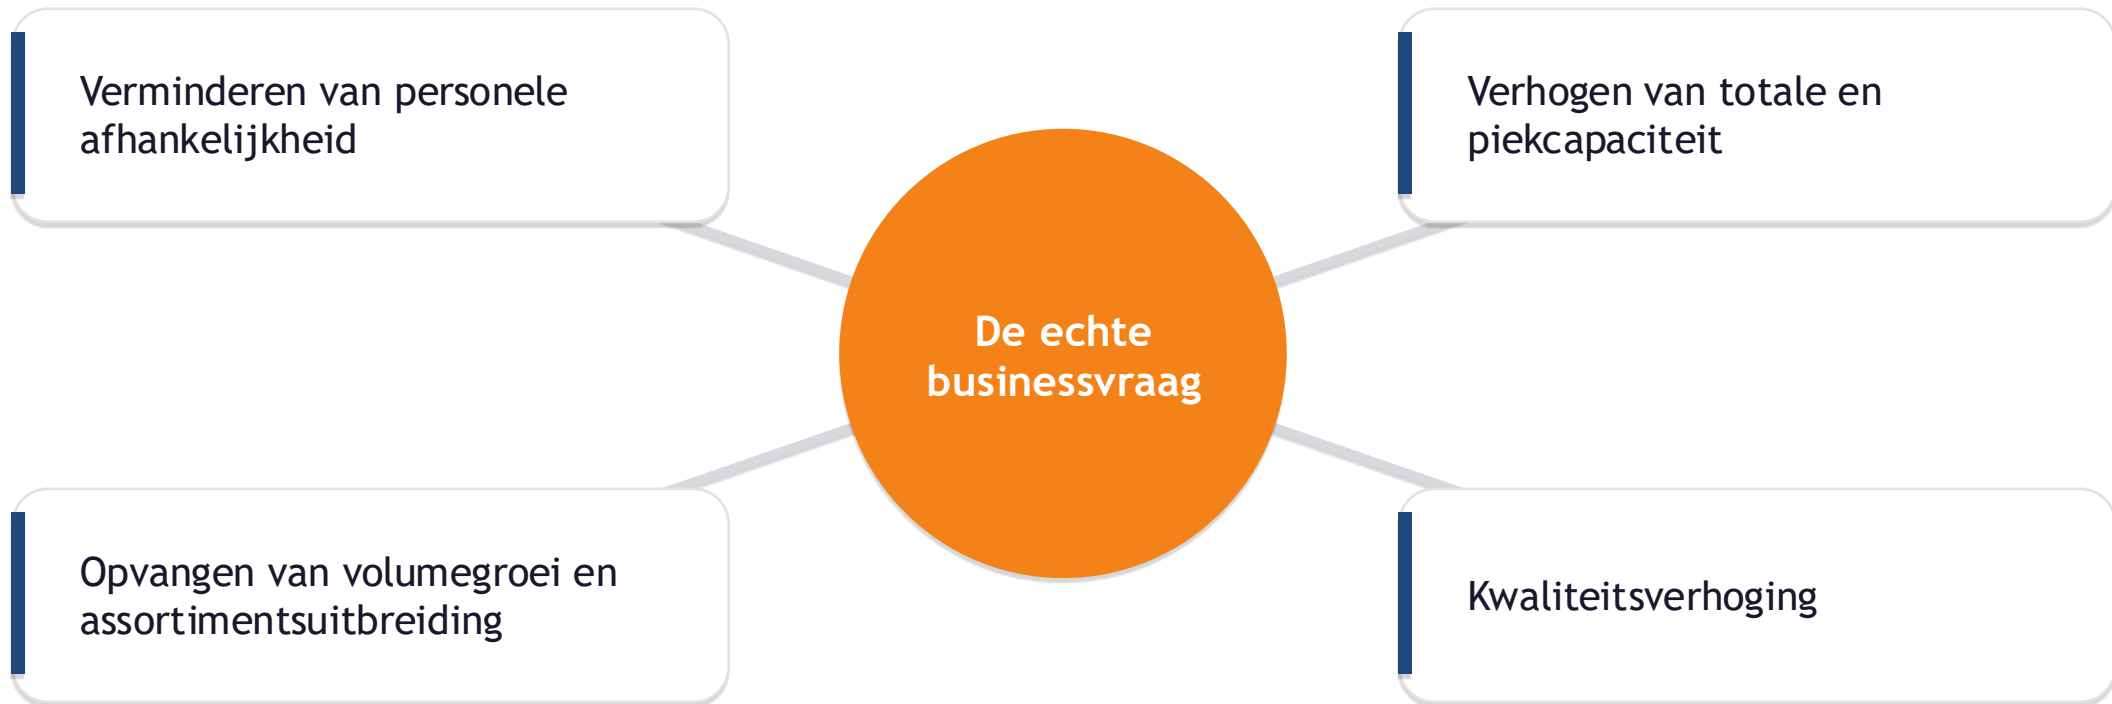 Verminderen van personele
afhankelijkheid
Verhogen van totale en
piekcapaciteit
De echte
businessvraag
Opvangen van volumegroei en
assortimentsuitbreiding
Kwaliteitsverhoging